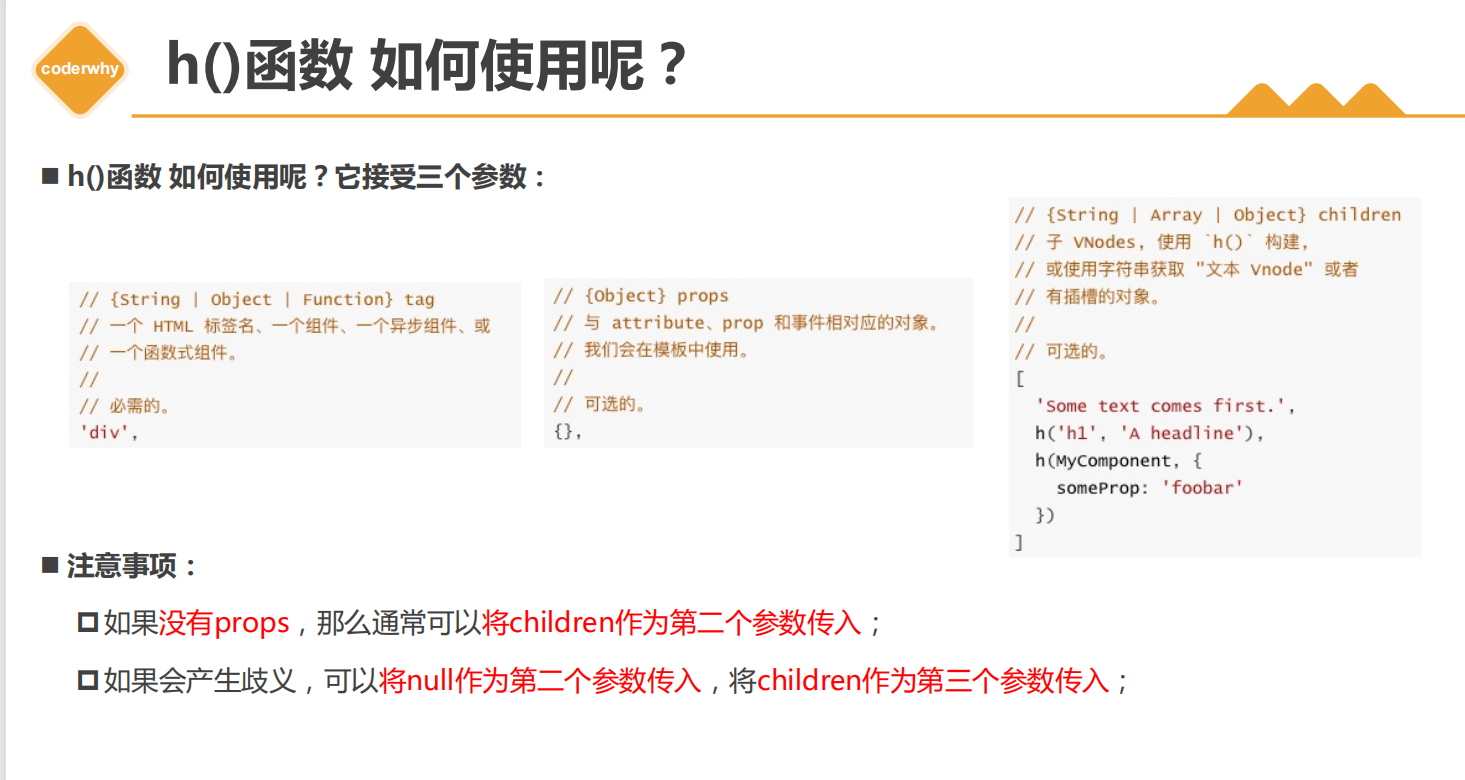 coderwhy
h()函数 如何使用呢？
■ h()函数 如何使用呢？它接受三个参数：
// {String | Object | Function} tag
// 一个 HTML 标签名、一个组件、一个异步组件、或
// 一个函数式组件。
//
// 必需的。
'div',
// {Object} props
// 与 attribute、prop 和事件相对应的对象。
// 我们会在模板中使用。
//
// 可选的。
{},
// {String | Array | Object} children
// 子 VNodes, 使用 `h()` 构建,
// 或使用字符串获取 "文本 Vnode" 或者
// 有插槽的对象。
//
// 可选的。
[
  'Some text comes first.',
  h('h1', 'A headline'),
  h(MyComponent, {
    someProp: 'foobar'
  })
]
■ 注意事项：
如果没有props，那么通常可以将children作为第二个参数传入；
如果会产生歧义，可以将null作为第二个参数传入，将children作为第三个参数传入；